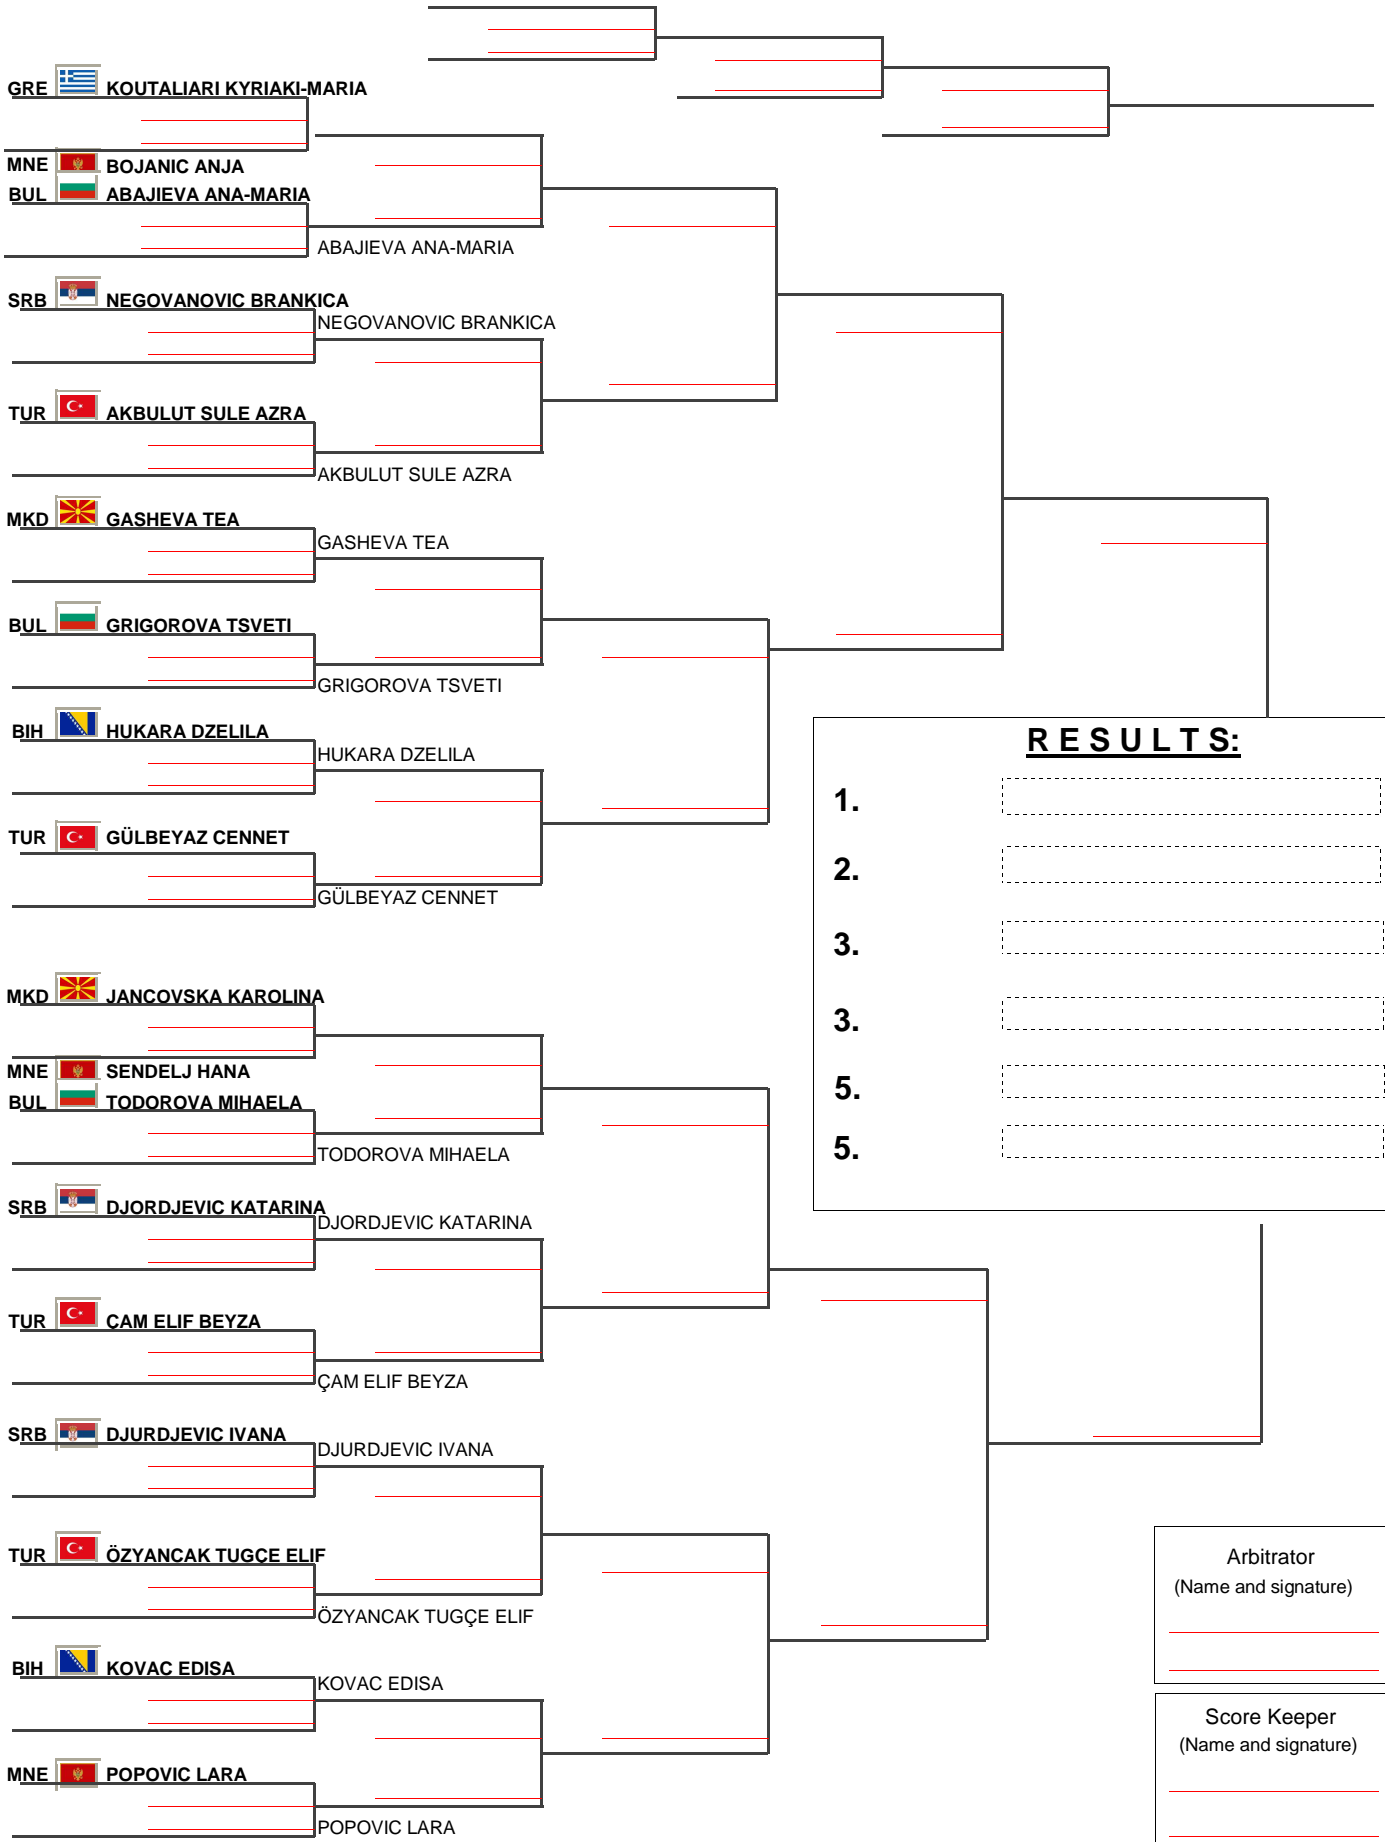 GRE KOUTALIARI KYRIAKI-MARIA
MNE BOJANIC ANJA
BUL ABAJIEVA ANA-MARIA
ABAJIEVA ANA-MARIA
SRB NEGOVANOVIC BRANKICA
NEGOVANOVIC BRANKICA
TUR AKBULUT SULE AZRA
AKBULUT SULE AZRA
MKD GASHEVA TEA
GASHEVA TEA
BUL GRIGOROVA TSVETI
GRIGOROVA TSVETI
BIH HUKARA DZELILA
HUKARA DZELILA
TUR GÜLBEYAZ CENNET
GÜLBEYAZ CENNET
R E S U L T S:
1.
2.
3.
3.
5.
5.
MKD JANCOVSKA KAROLINA
MNE SENDELJ HANA
BUL TODOROVA MIHAELA
TODOROVA MIHAELA
SRB DJORDJEVIC KATARINA
DJORDJEVIC KATARINA
TUR ÇAM ELIF BEYZA
ÇAM ELIF BEYZA
SRB DJURDJEVIC IVANA
DJURDJEVIC IVANA
TUR ÖZYANCAK TUGÇE ELIF
ÖZYANCAK TUGÇE ELIF
BIH KOVAC EDISA
KOVAC EDISA
MNE POPOVIC LARA
POPOVIC LARA
Arbitrator
(Name and signature)
Score Keeper
(Name and signature)